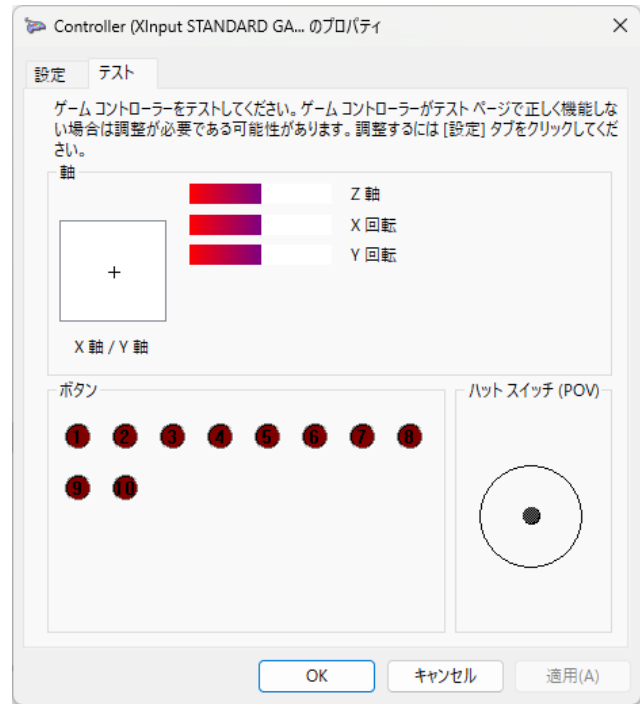 Controller (XInput STANDARD GA... のプロパティ
設定
テスト
ゲーム コントローラーをテストしてください。ゲーム コントローラーがテスト ページで正しく機能しな
い場合は調整が必要である可能性があります。調整するには [設定] タブをクリックしてくだ
さい。
軸
Z 軸
X 回転
Y 回転
X 軸 / Y 軸
ボタン
ハット スイッチ (POV)
1 2 3 4 5 6 7 8
9 10
OK
キャンセル
適用(A)